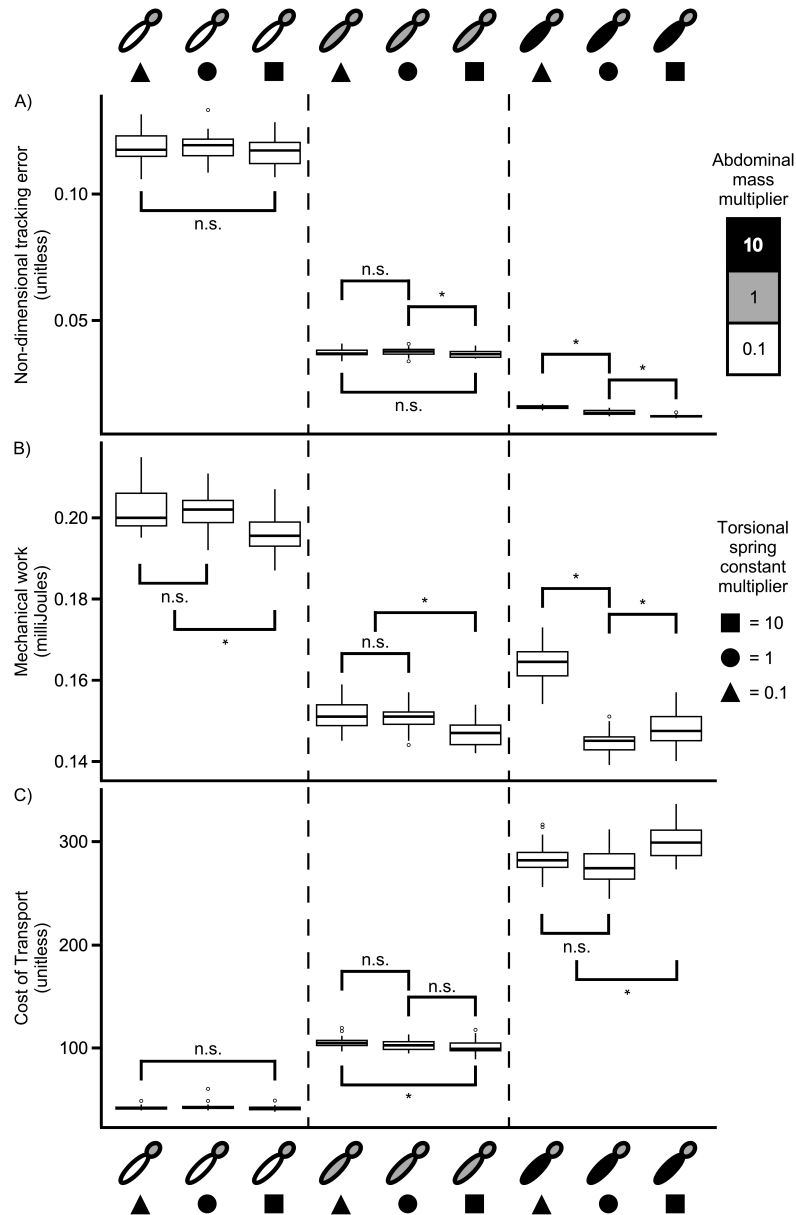 A)
Non-dimensional tracking error
(unitless)
0.10
0.05
n.s.
n.s.
*
n.s.
*
*
Abdominal
mass
multiplier
10
1
0.1
B)
Mechanical work
(milliJoules)
0.20
0.18
0.16
0.14
n.s.
*
*
n.s.
*
*
Torsional
spring
constant
multiplier
= 10
= 1
= 0.1
C)
Cost of Transport
(unitless)
300
200
100
n.s.
n.s.
n.s.
*
n.s.
*